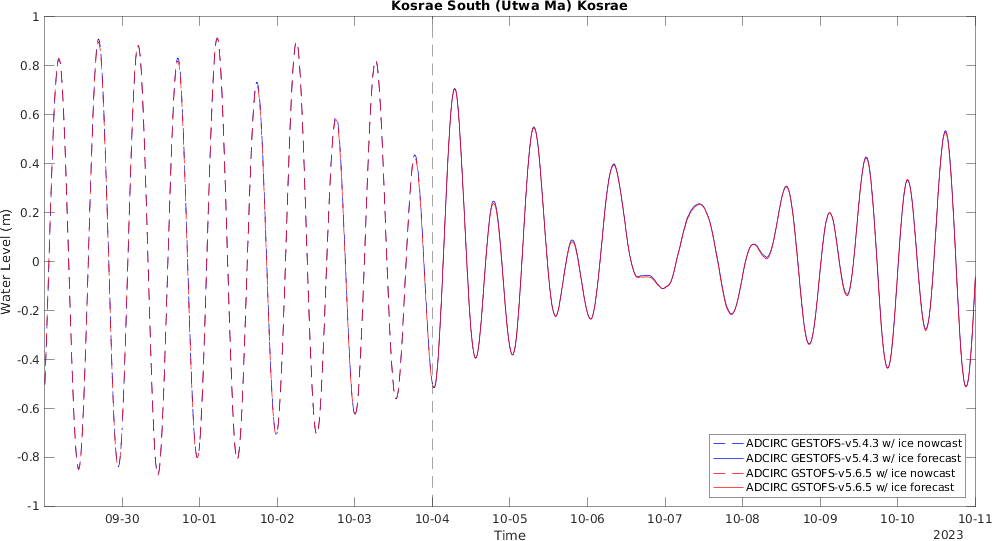 Kosrae South (Utwa Ma) Kosrae
1
0.8
0.6
0.4
0.2
0
-0.2
-0.4
-0.6
-0.8
-1
Water Level (m)
ADCIRC GESTOFS-v5.4.3 w/ ice nowcast
ADCIRC GESTOFS-v5.4.3 w/ ice forecast
ADCIRC GSTOFS-v5.6.5 w/ ice nowcast
ADCIRC GSTOFS-v5.6.5 w/ ice forecast
09-30 10-01 10-02 10-03 10-04 10-05 10-06 10-07 10-08 10-09 10-10 10-11
Time
2023